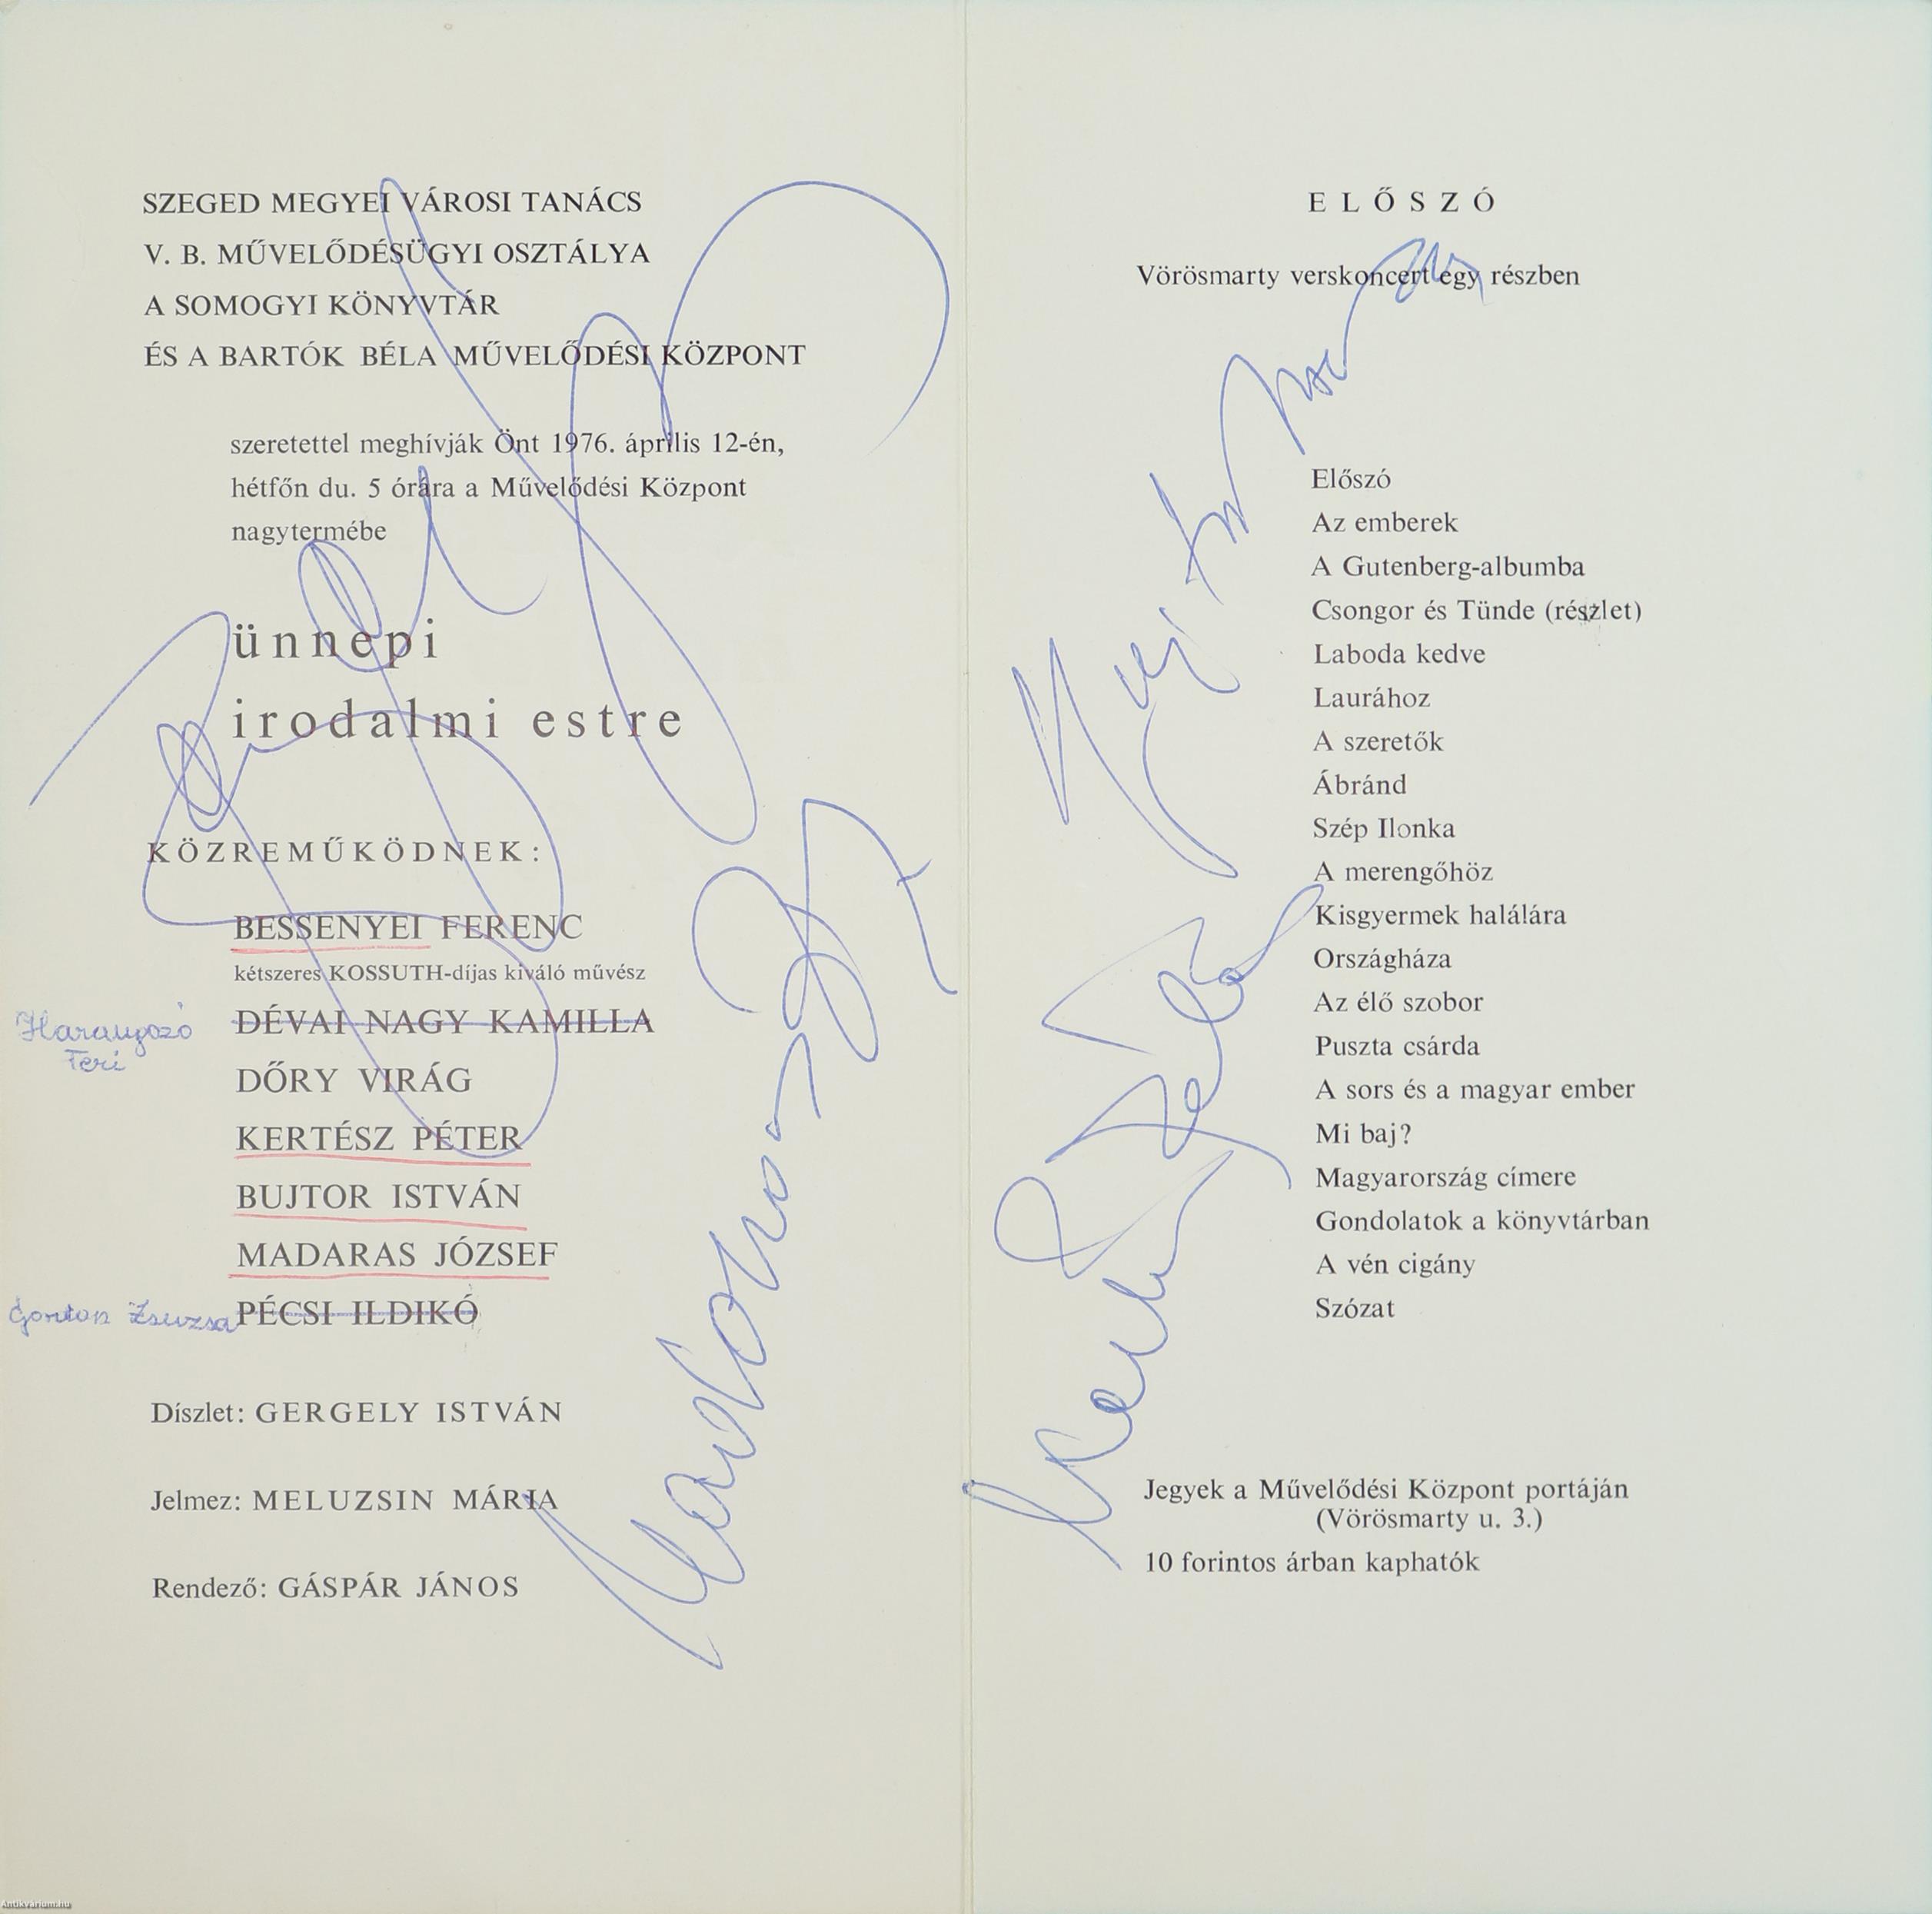 SZEGED MEGYEI VÁROSI TANÁCS
V. B. MŰVELŐDÉSÜGYI OSZTÁLYA
A SOMOGYI KÖNYVTÁR
ÉS A BARTÓK BÉLA MŰVELŐDÉSI KÖZPONT
szeretettel meghívják Önt 1976. április 12-én,
hétfőn du. 5 órára a Művelődési Központ
nagytermébe
ünnepi
irodalmi estre
KÖZREMŰKÖDNEK:
BESSENYEI FERENC
kétszeres KOSSUTH-díjas kiváló művész
Harangozó
Teri
DÉVAI NAGY KAMILLA
DŐRY VIRÁG
KERTÉSZ PÉTER
BUJTOR ISTVÁN
MADARAS JÓZSEF
Gordon Zsuzsa PÉCSI ILDIKÓ
Díszlet: GERGELY ISTVÁN
Jelmez: MELUZSIN MÁRIA
Rendező: GÁSPÁR JÁNOS
Madaras József
ELŐSZÓ
Vörösmarty verskoncert egy részben
Előszó
Az emberek
A Gutenberg-albumba
Csongor és Tünde (részlet)
Laboda kedve
Laurához
A szeretők
Ábránd
Szép Ilonka
A merengőhöz
Kisgyermek halálára
Országháza
Az élő szobor
Puszta csárda
A sors és a magyar ember
Mi baj?
Magyarország címere
Gondolatok a könyvtárban
A vén cigány
Szózat
Jegyek a Művelődési Központ portáján
(Vörösmarty u. 3.)
10 forintos árban kaphatók
Antikvarium.hu